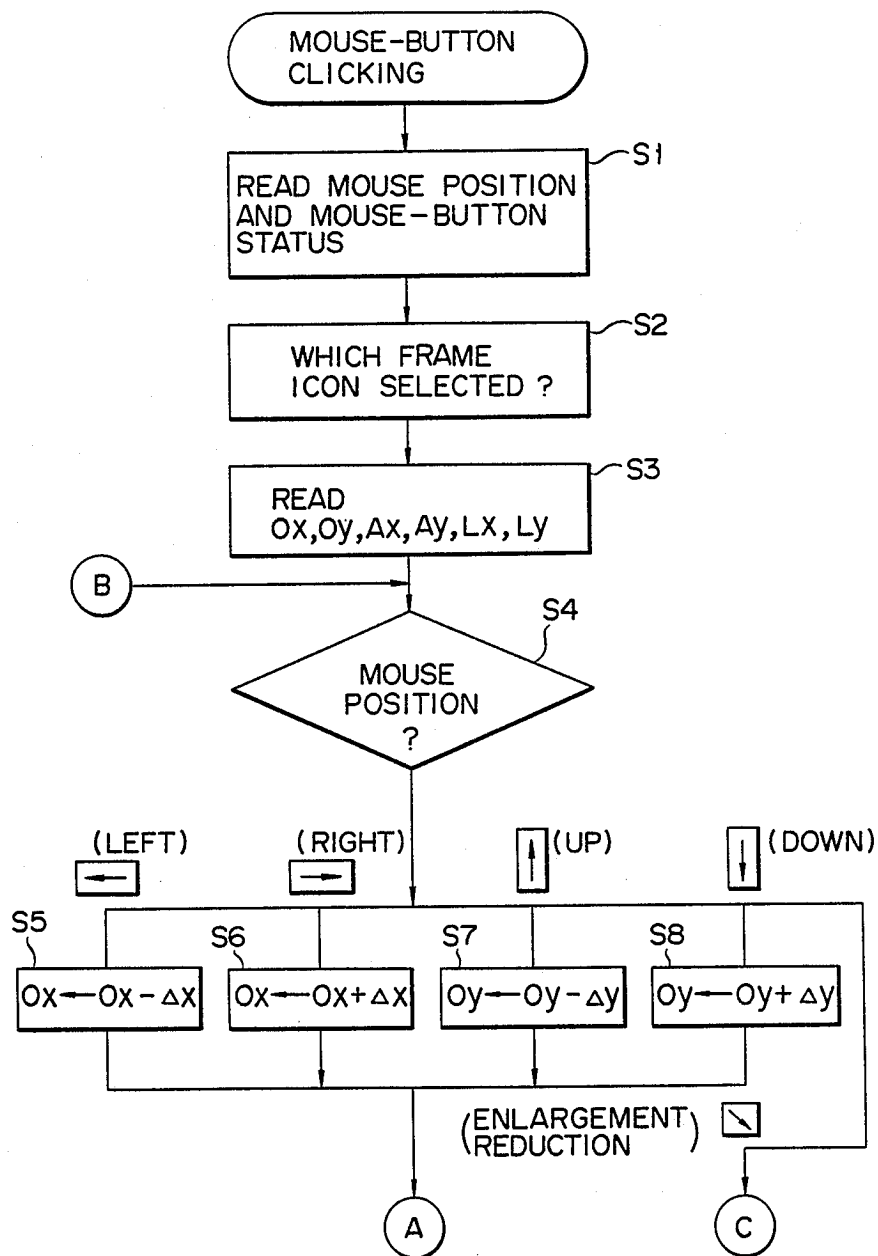 MOUSE-BUTTON
CLICKING
S1
READ MOUSE POSITION
AND MOUSE-BUTTON
STATUS
S2
WHICH FRAME
ICON SELECTED ?
S3
READ
Ox,Oy,Ax,Ay,Lx,Ly
B
S4
MOUSE
POSITION
?
(LEFT) (RIGHT) (UP) (DOWN)
← → ↑ ↓
S5 S6 S7 S8
Ox←Ox-Δx Ox←Ox+Δx Oy←Oy-Δy Oy←Oy+Δy
(ENLARGEMENT
REDUCTION) ↘
A C